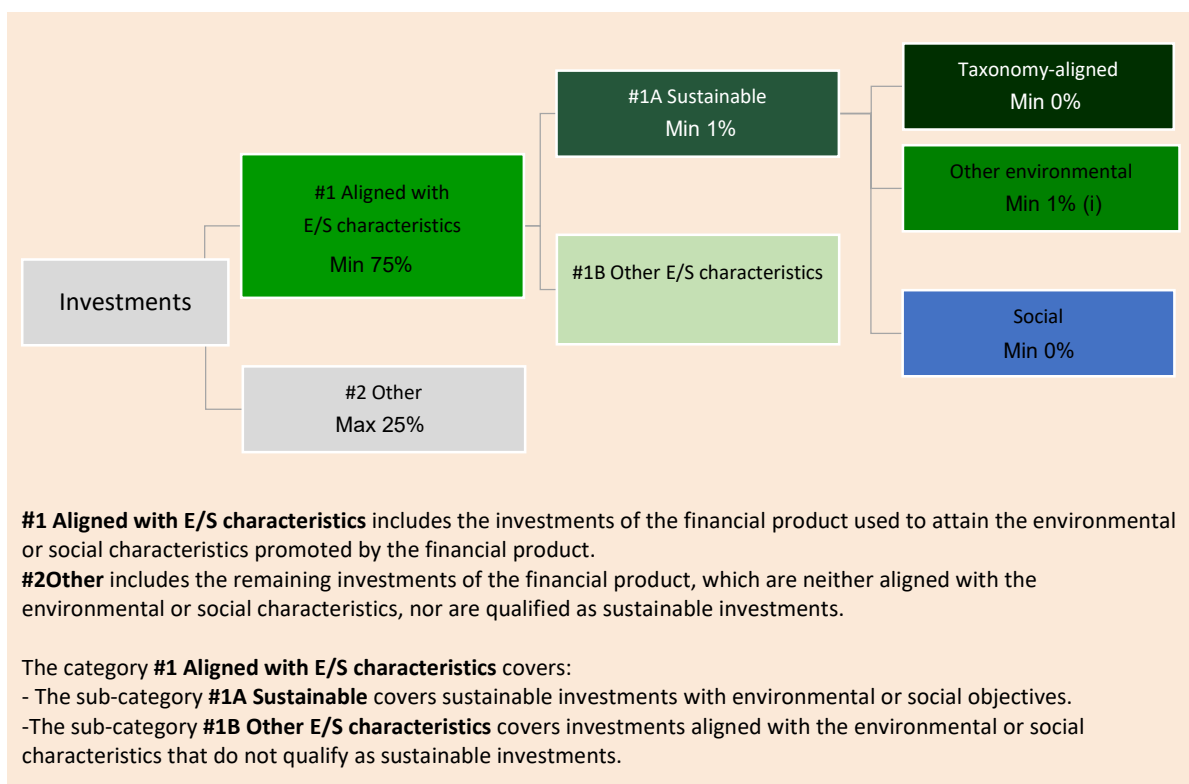 Investments
#1 Aligned with
E/S characteristics
Min 75%
#2 Other
Max 25%
#1A Sustainable
Min 1%
#1B Other E/S characteristics
Taxonomy-aligned
Min 0%
Other environmental
Min 1% (i)
Social
Min 0%
#1 Aligned with E/S characteristics includes the investments of the financial product used to attain the environmental
or social characteristics promoted by the financial product.
#2Other includes the remaining investments of the financial product, which are neither aligned with the
environmental or social characteristics, nor are qualified as sustainable investments.
The category #1 Aligned with E/S characteristics covers:
- The sub-category #1A Sustainable covers sustainable investments with environmental or social objectives.
-The sub-category #1B Other E/S characteristics covers investments aligned with the environmental or social
characteristics that do not qualify as sustainable investments.